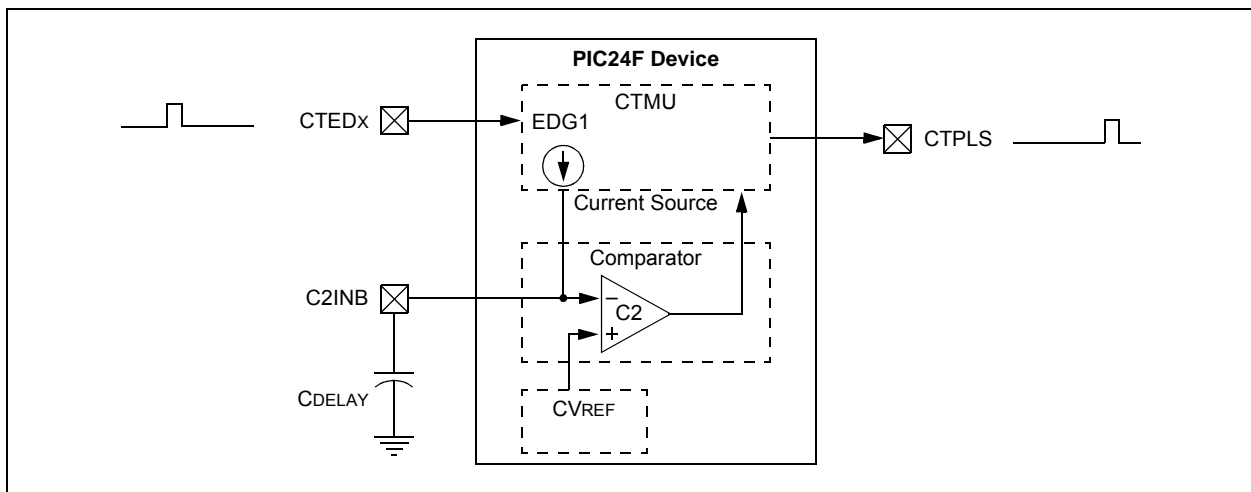 PIC24F Device
CTMU
CTEDX
EDG1
CTPLS
Current Source
Comparator
C2INB
−
C2
+
CDELAY
CVREF